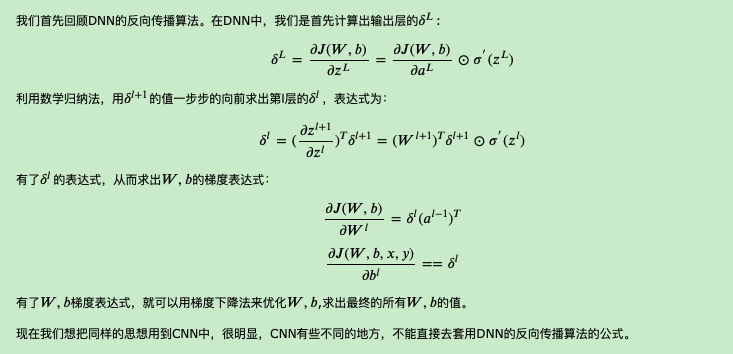 我们首先回顾DNN的反向传播算法。在DNN中，我们是首先计算出输出层的$\delta^L$：
$$\delta^L = \frac{\partial J(W,b)}{\partial z^L} = \frac{\partial J(W,b)}{\partial a^L} \odot \sigma^{'}(z^L)$$
利用数学归纳法，用$\delta^{l+1}$的值一步步的向前求出第l层的$\delta^l$，表达式为：
$$\delta^l = (\frac{\partial z^{l+1}}{\partial z^l})^T \delta^{l+1} = (W^{l+1})^T \delta^{l+1} \odot \sigma^{'}(z^l)$$
有了$\delta^l$的表达式，从而求出$W,b$的梯度表达式：
$$\frac{\partial J(W,b)}{\partial W^l} = \delta^l (a^{l-1})^T$$
$$\frac{\partial J(W,b,x,y)}{\partial b^l} == \delta^l$$
有了$W,b$梯度表达式，就可以用梯度下降法来优化$W,b$,求出最终的所有$W,b$的值。
现在我们想把同样的思想用到CNN中，很明显，CNN有些不同的地方，不能直接去套用DNN的反向传播算法的公式。